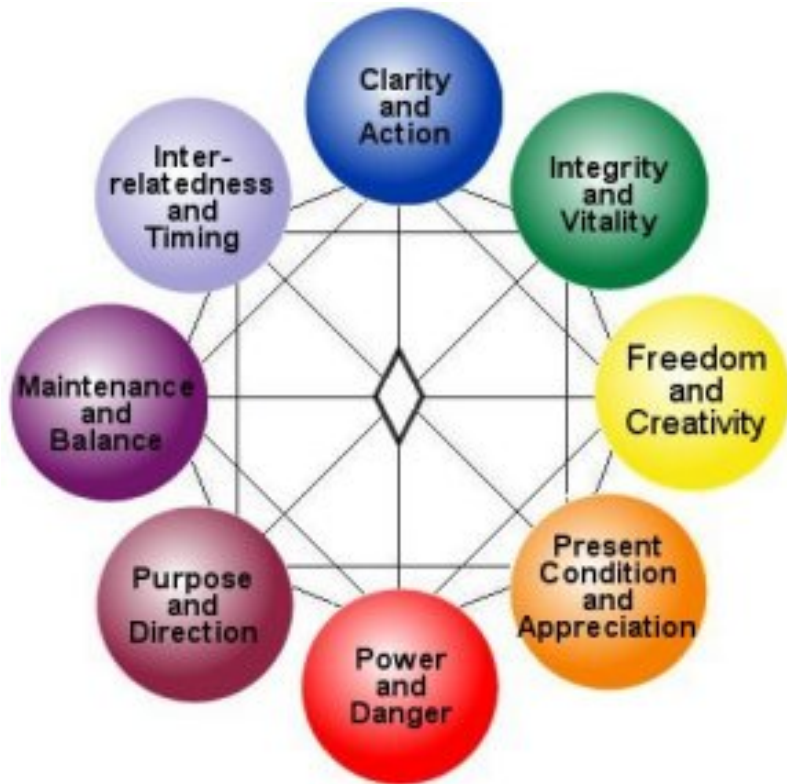 Clarity
and
Action
Integrity
and
Vitality
Freedom
and
Creativity
Present
Condition
and
Appreciation
Power
and
Danger
Purpose
and
Direction
Maintenance
and
Balance
Inter-
relatedness
and
Timing